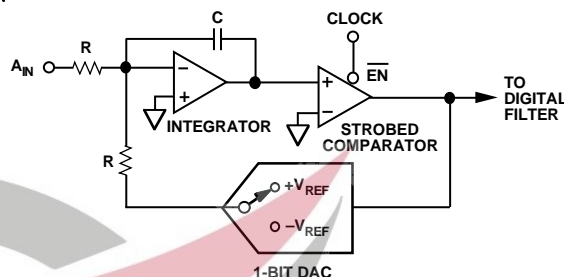 C
CLOCK
R
A_IN
EN
−
+
+
−
INTEGRATOR
STROBED
COMPARATOR
TO
DIGITAL
FILTER
R
+V_REF
−V_REF
1-BIT DAC